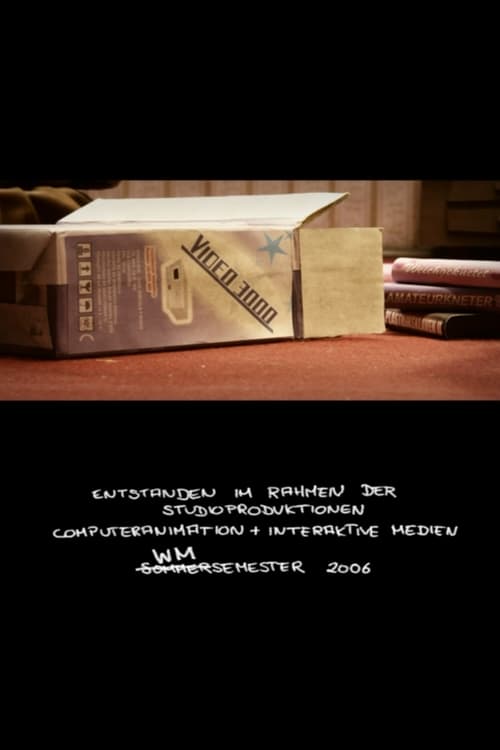 VIDEO 3000
AMATEURKNETER
ENTSTANDEN IM RAHMEN DER
STUDIOPRODUKTIONEN
COMPUTERANIMATION + INTERAKTIVE MEDIEN
WM
SOMMERSEMESTER 2006